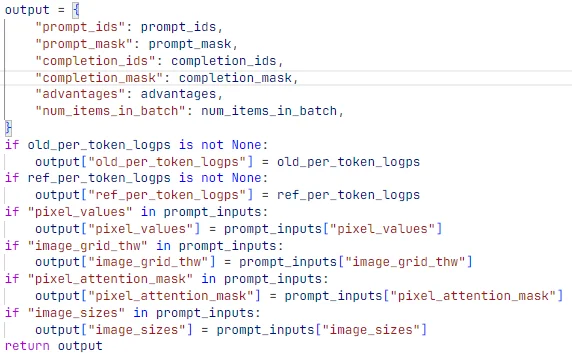 output = {
    "prompt_ids": prompt_ids,
    "prompt_mask": prompt_mask,
    "completion_ids": completion_ids,
    "completion_mask": completion_mask,
    "advantages": advantages,
    "num_items_in_batch": num_items_in_batch,
}
if old_per_token_logps is not None:
    output["old_per_token_logps"] = old_per_token_logps
if ref_per_token_logps is not None:
    output["ref_per_token_logps"] = ref_per_token_logps
if "pixel_values" in prompt_inputs:
    output["pixel_values"] = prompt_inputs["pixel_values"]
if "image_grid_thw" in prompt_inputs:
    output["image_grid_thw"] = prompt_inputs["image_grid_thw"]
if "pixel_attention_mask" in prompt_inputs:
    output["pixel_attention_mask"] = prompt_inputs["pixel_attention_mask"]
if "image_sizes" in prompt_inputs:
    output["image_sizes"] = prompt_inputs["image_sizes"]
return output